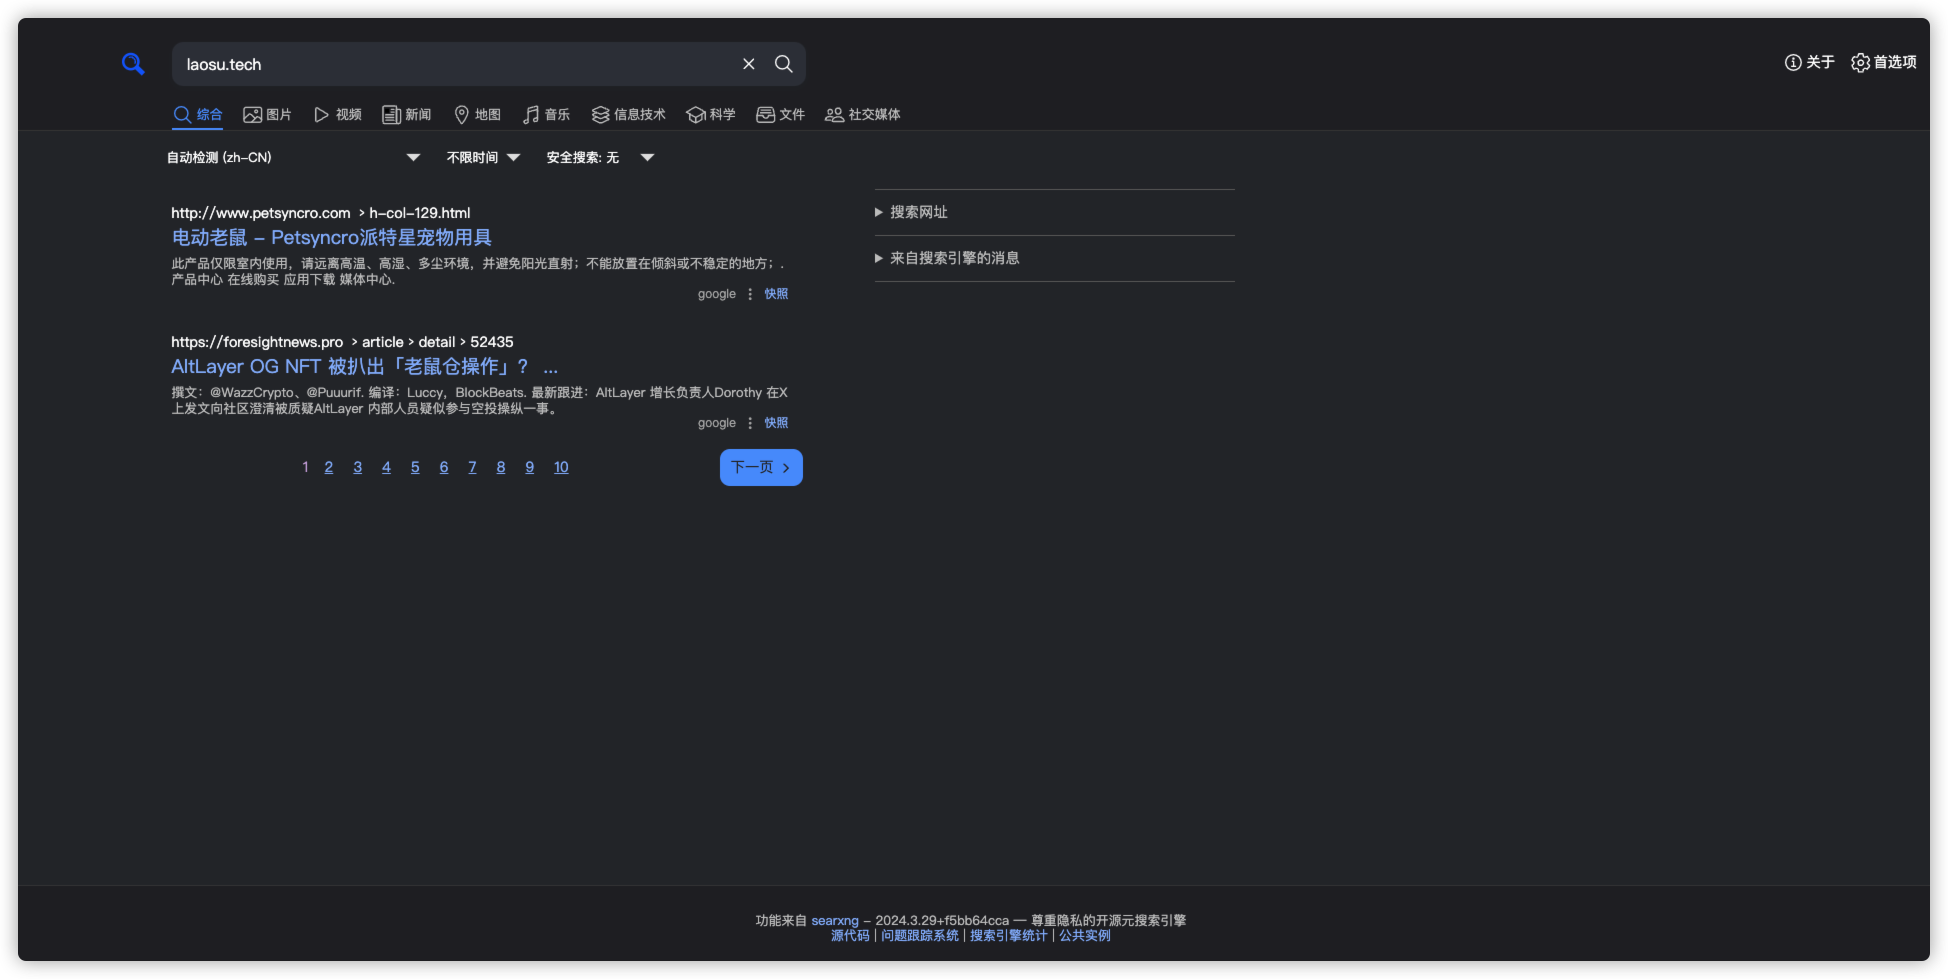 laosu.tech
关于 首选项
综合 图片 视频 新闻 地图 音乐 信息技术 科学 文件 社交媒体
自动检测 (zh-CN) 不限时间 安全搜索: 无
http://www.petsyncro.com › h-col-129.html
电动老鼠 - Petsyncro派特星宠物用具
此产品仅限室内使用，请远离高温、高湿、多尘环境，并避免阳光直射；不能放置在倾斜或不稳定的地方；.
产品中心 在线购买 应用下载 媒体中心.
google ⋮ 快照
https://foresightnews.pro › article › detail › 52435
AltLayer OG NFT 被扒出「老鼠仓操作」？ ...
撰文：@WazzCrypto、@Puuurif. 编译：Luccy，BlockBeats. 最新跟进：AltLayer 增长负责人Dorothy 在X
上发文向社区澄清被质疑AltLayer 内部人员疑似参与空投操纵一事。
google ⋮ 快照
1 2 3 4 5 6 7 8 9 10
下一页 ›
▶ 搜索网址
▶ 来自搜索引擎的消息
功能来自 searxng - 2024.3.29+f5bb64cca — 尊重隐私的开源元搜索引擎
源代码 | 问题跟踪系统 | 搜索引擎统计 | 公共实例